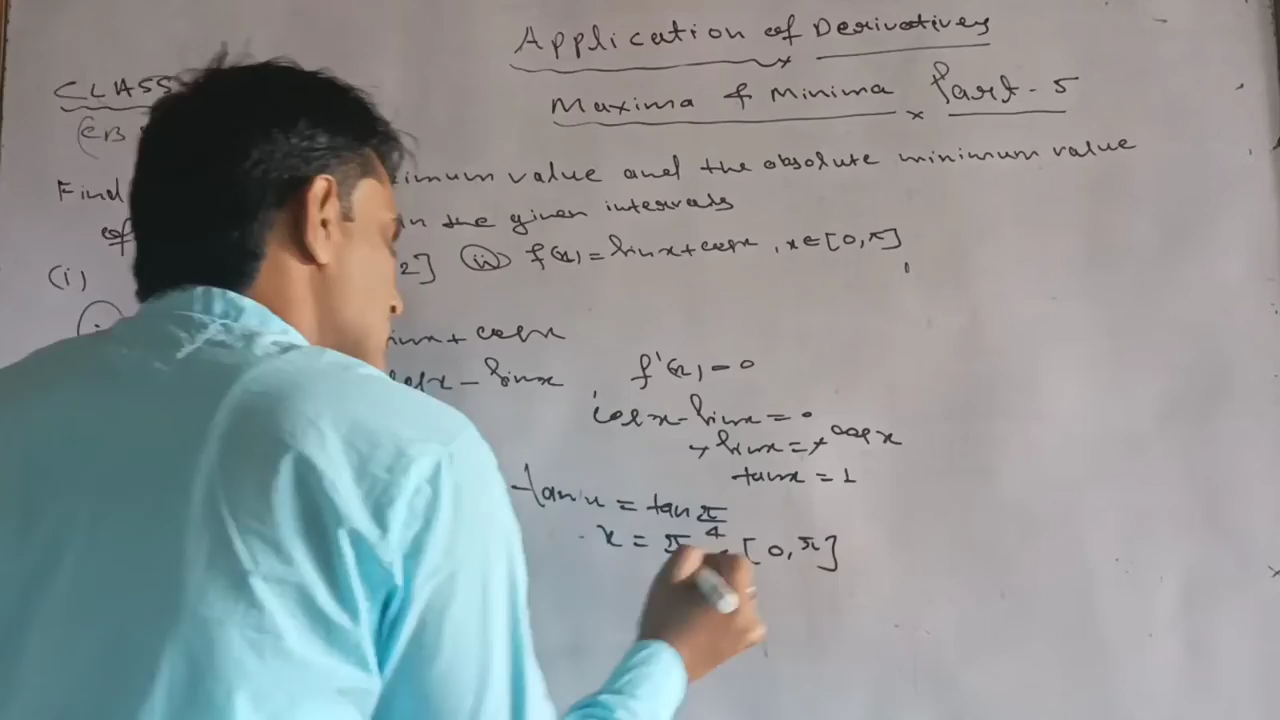 Application of Derivatives
CLASS
Maxima & Minima Part-5
Find ximum value and the absolute minimum value
of in the given intervals
(i) 2] (ii) f(x) = sinx + cosx, x ∈ [0, π]
sinx + cosx
cosx - sinx f'(x) = 0
cosx - sinx = 0
sinx = cosx
tanx = 1
tanx = tan π/4
x = π/4 ∈ [0, π]